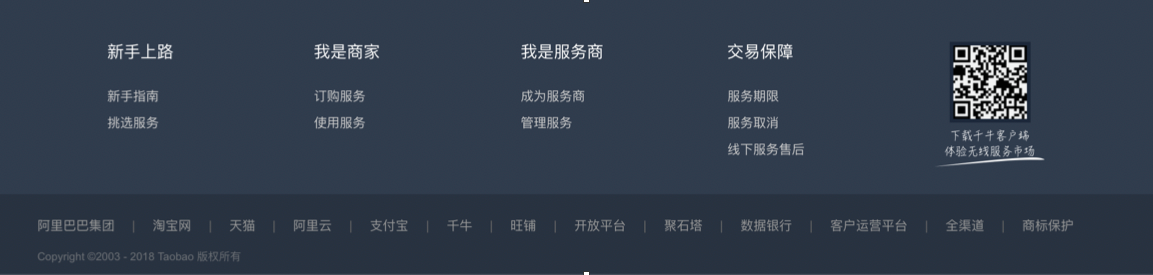 新手上路
新手指南
挑选服务
我是商家
订购服务
使用服务
我是服务商
成为服务商
管理服务
交易保障
服务期限
服务取消
线下服务售后
下载千牛客户端
体验无线服务市场
阿里巴巴集团 | 淘宝网 | 天猫 | 阿里云 | 支付宝 | 千牛 | 旺铺 | 开放平台 | 聚石塔 | 数据银行 | 客户运营平台 | 全渠道 | 商标保护
Copyright ©2003 - 2018 Taobao 版权所有